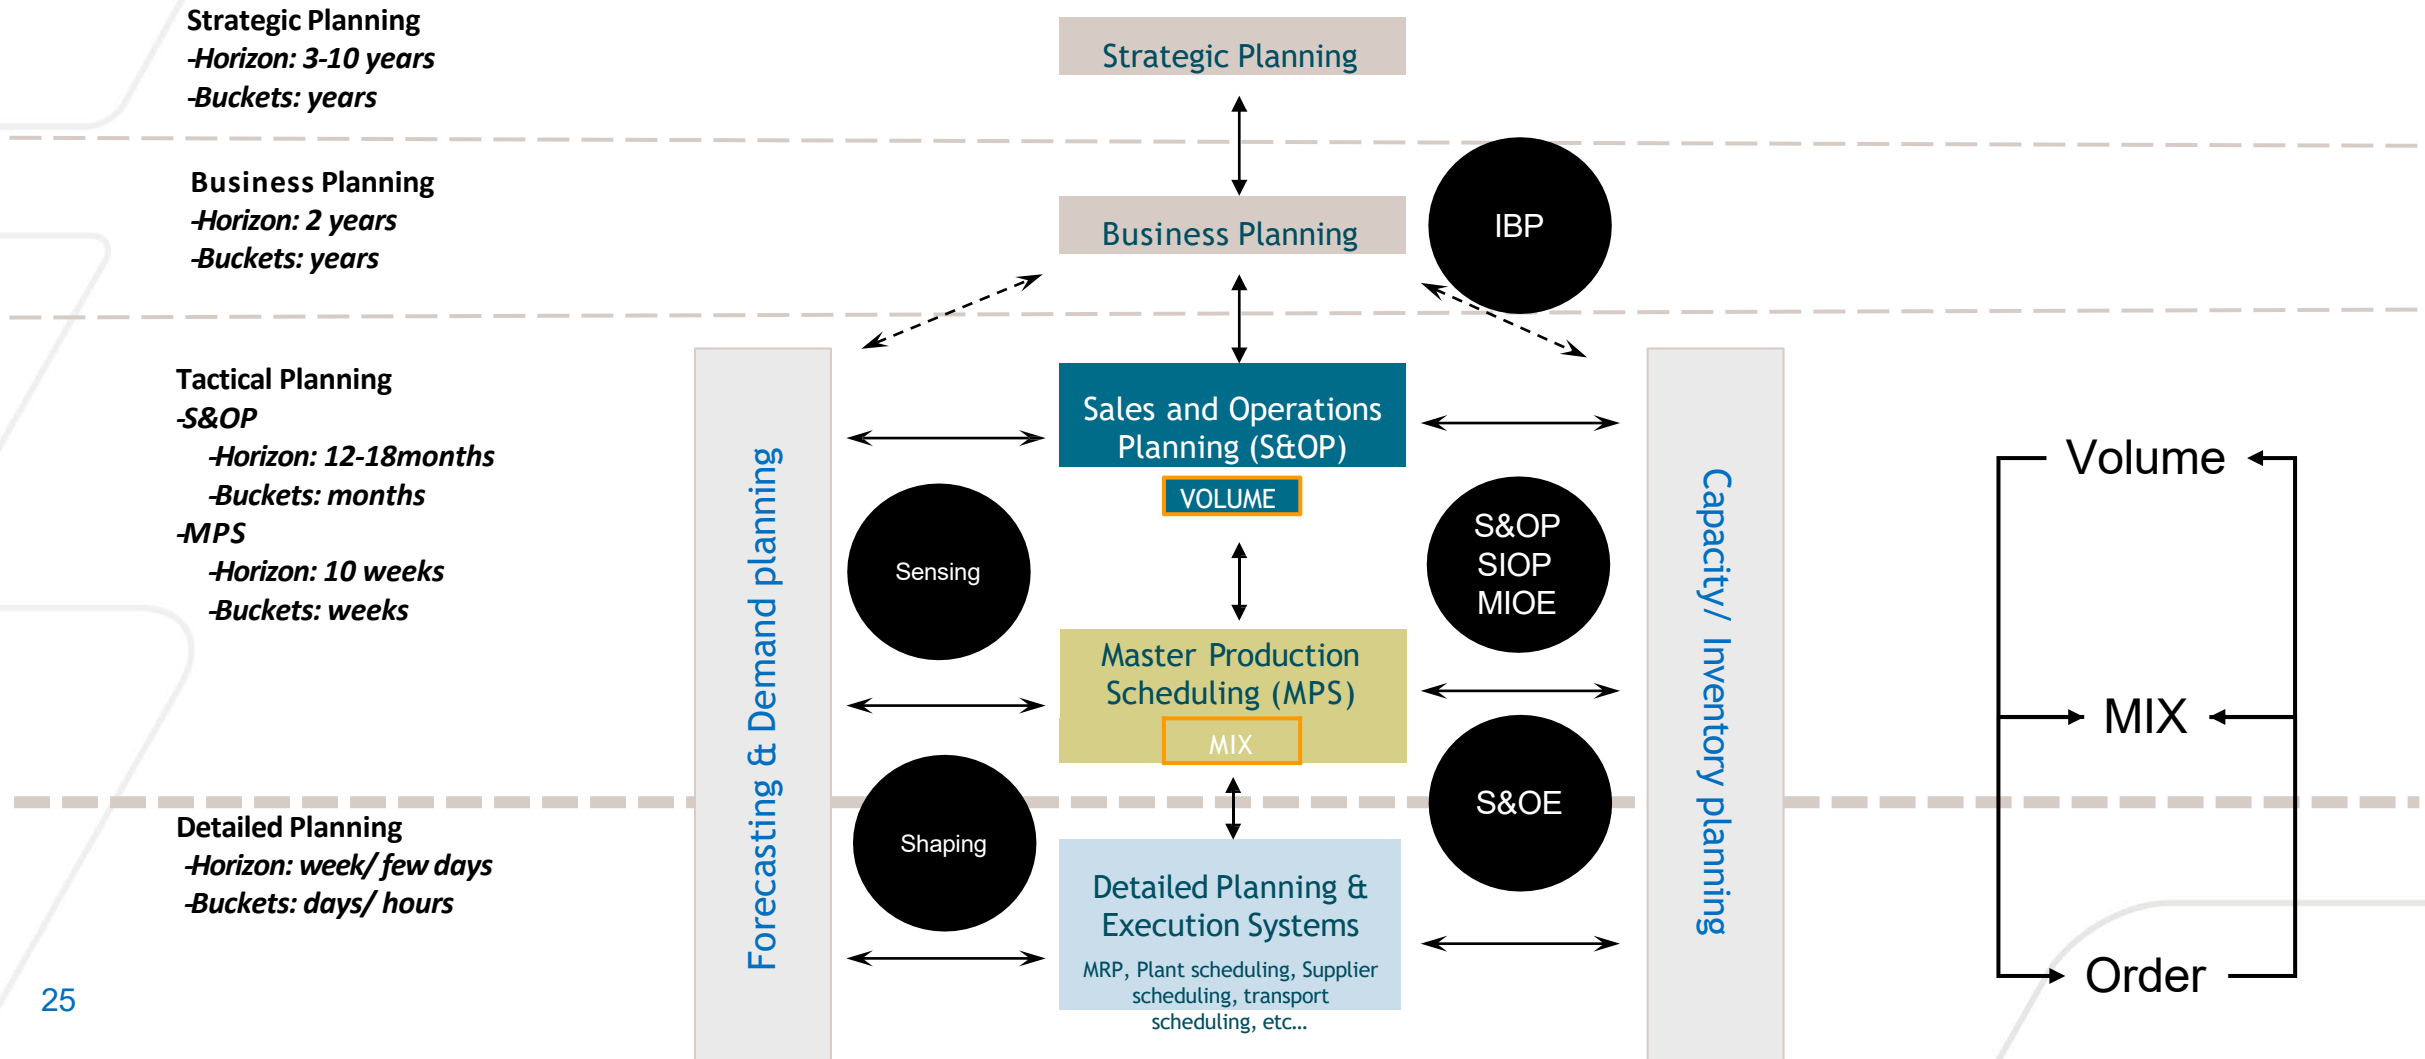 Strategic Planning
-Horizon: 3-10 years
-Buckets: years
Business Planning
-Horizon: 2 years
-Buckets: years
Tactical Planning
-S&OP
-Horizon: 12-18months
-Buckets: months
-MPS
-Horizon: 10 weeks
-Buckets: weeks
Detailed Planning
-Horizon: week/ few days
-Buckets: days/ hours
25
Forecasting & Demand planning
Strategic Planning
Business Planning
IBP
Sales and Operations
Planning (S&OP)
VOLUME
Sensing
S&OP
SIOP
MIOE
Master Production
Scheduling (MPS)
MIX
Shaping
S&OE
Detailed Planning &
Execution Systems
MRP, Plant scheduling, Supplier
scheduling, transport
scheduling, etc...
Capacity/ Inventory planning
Volume
MIX
Order